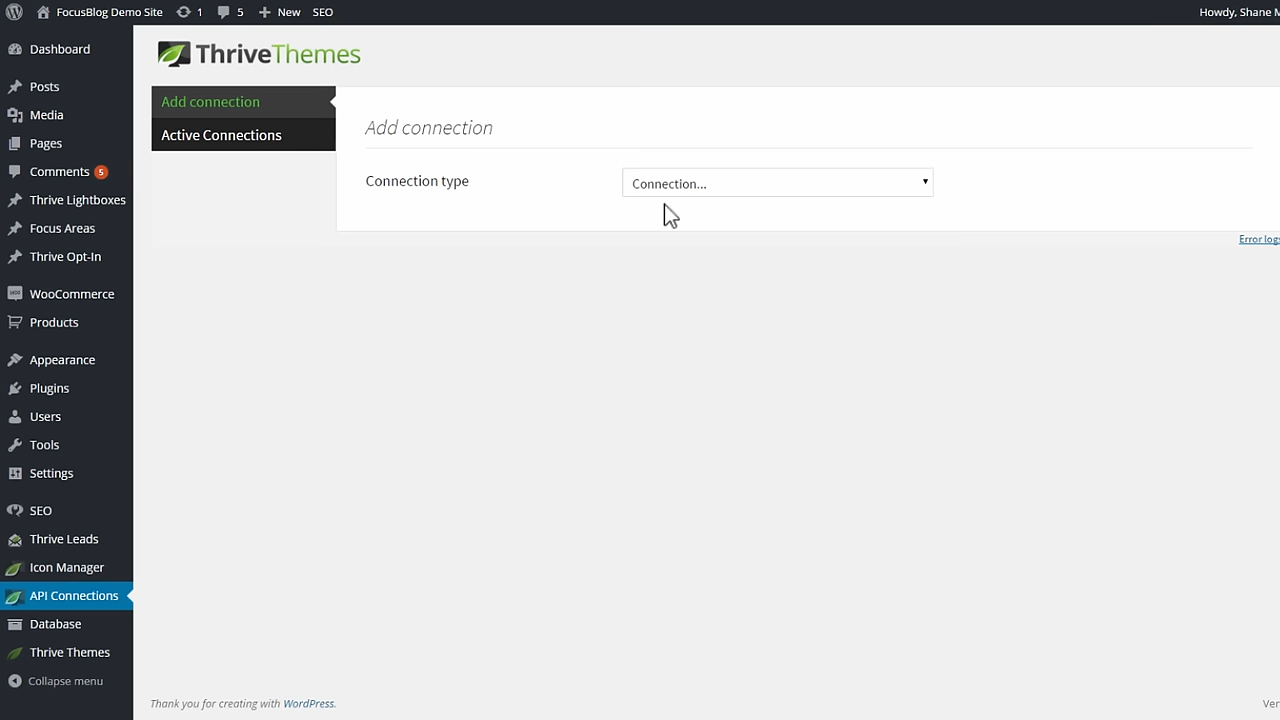 FocusBlog Demo Site 1 5 New SEO
Howdy, Shane M
Dashboard
Posts
Media
Pages
Comments 5
Thrive Lightboxes
Focus Areas
Thrive Opt-In
WooCommerce
Products
Appearance
Plugins
Users
Tools
Settings
SEO
Thrive Leads
Icon Manager
API Connections
Database
Thrive Themes
Collapse menu
ThriveThemes
Add connection
Active Connections
Add connection
Connection type
Connection...
Error logs
Thank you for creating with WordPress.
Ver